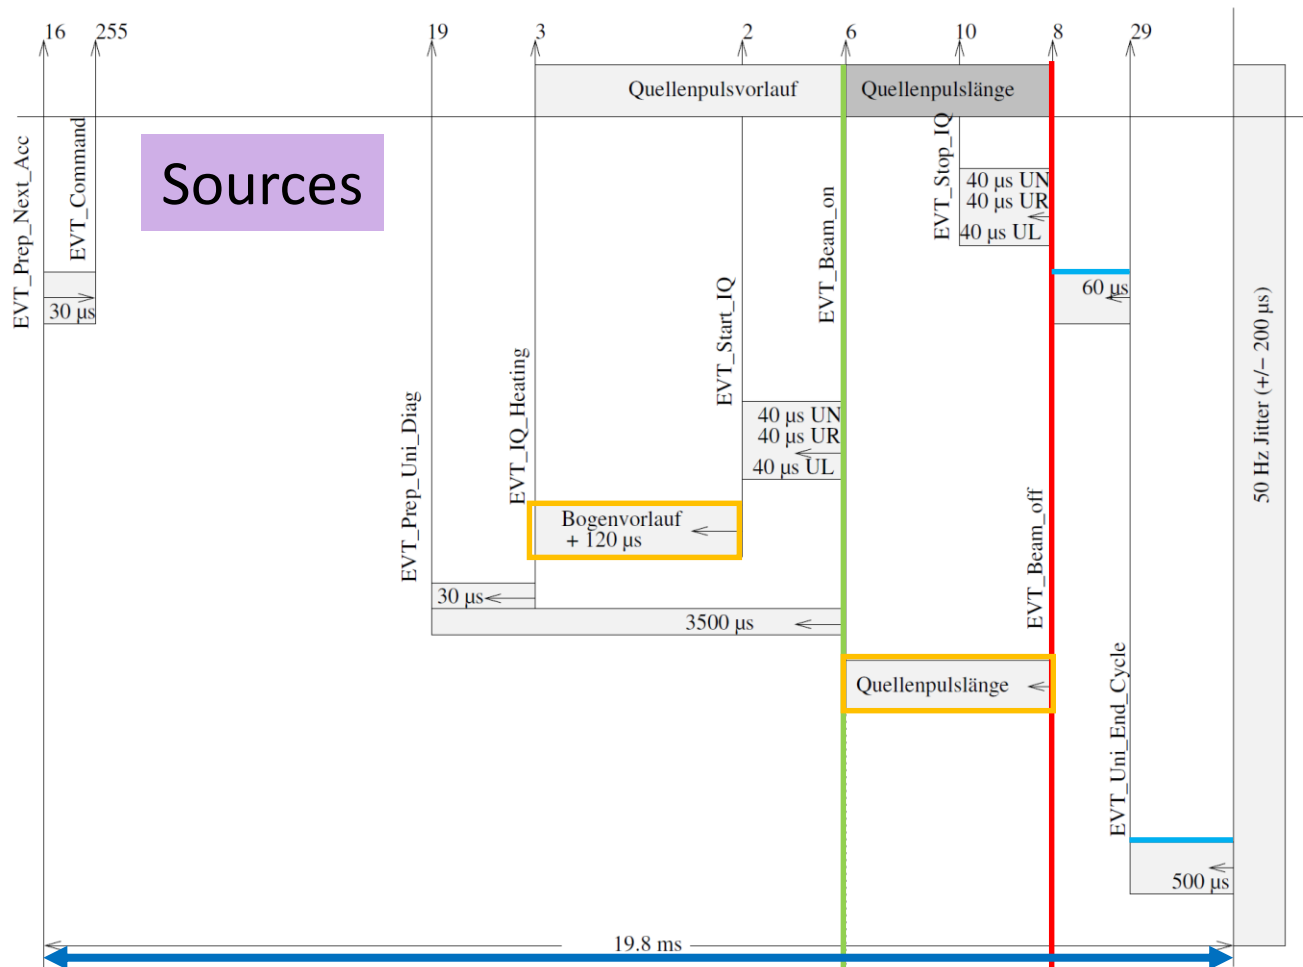 16
255
19
3
2
6
10
8
29
Quellenpulsvorlauf
Quellenpulslänge
Sources
EVT_Prep_Next_Acc
EVT_Command
30 µs
EVT_Prep_Uni_Diag
EVT_IQ_Heating
EVT_Start_IQ
EVT_Beam_on
EVT_Stop_IQ
40 µs UN
40 µs UR
40 µs UL
60 µs
40 µs UN
40 µs UR
40 µs UL
Bogenvorlauf
+ 120 µs
30 µs
3500 µs
EVT_Beam_off
Quellenpulslänge
EVT_Uni_End_Cycle
500 µs
50 Hz Jitter (+/− 200 µs)
19.8 ms